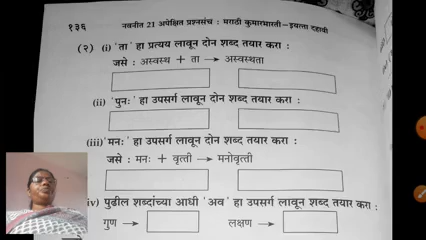 १३६ नवनीत 21 अपेक्षित प्रश्नसंच : मराठी कुमारभारती - इयत्ता दहावी
(२) (i) 'ता' हा प्रत्यय लावून दोन शब्द तयार करा :
जसे : अस्वस्थ + ता → अस्वस्थता
(ii) 'पुनः' हा उपसर्ग लावून दोन शब्द तयार करा :
(iii) 'मनः' हा उपसर्ग लावून दोन शब्द तयार करा :
जसे : मनः + वृत्ती → मनोवृत्ती
iv) पुढील शब्दांच्या आधी 'अव' हा उपसर्ग लावून शब्द तयार करा :
गुण → लक्षण →